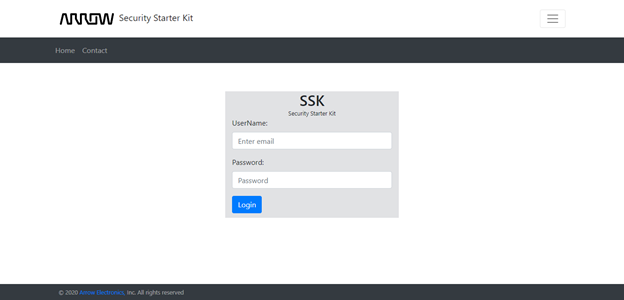 ARROW Security Starter Kit
Home Contact
SSK
Security Starter Kit
UserName:
Enter email
Password:
Password
Login
© 2020 Arrow Electronics, Inc. All rights reserved